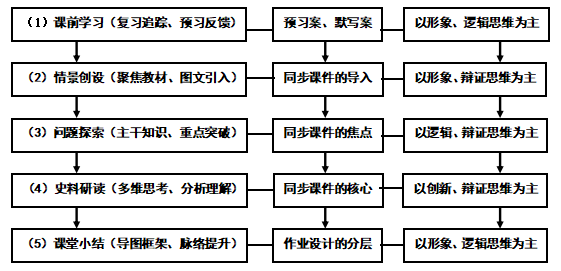 （1）课前学习（复习追踪、预习反馈） 预习案、默写案 以形象、逻辑思维为主
（2）情景创设（聚焦教材、图文引入） 同步课件的导入 以形象、辩证思维为主
（3）问题探索（主干知识、重点突破） 同步课件的焦点 以逻辑、辩证思维为主
（4）史料研读（多维思考、分析理解） 同步课件的核心 以创新、辩证思维为主
（5）课堂小结（导图框架、脉络提升） 作业设计的分层 以形象、逻辑思维为主